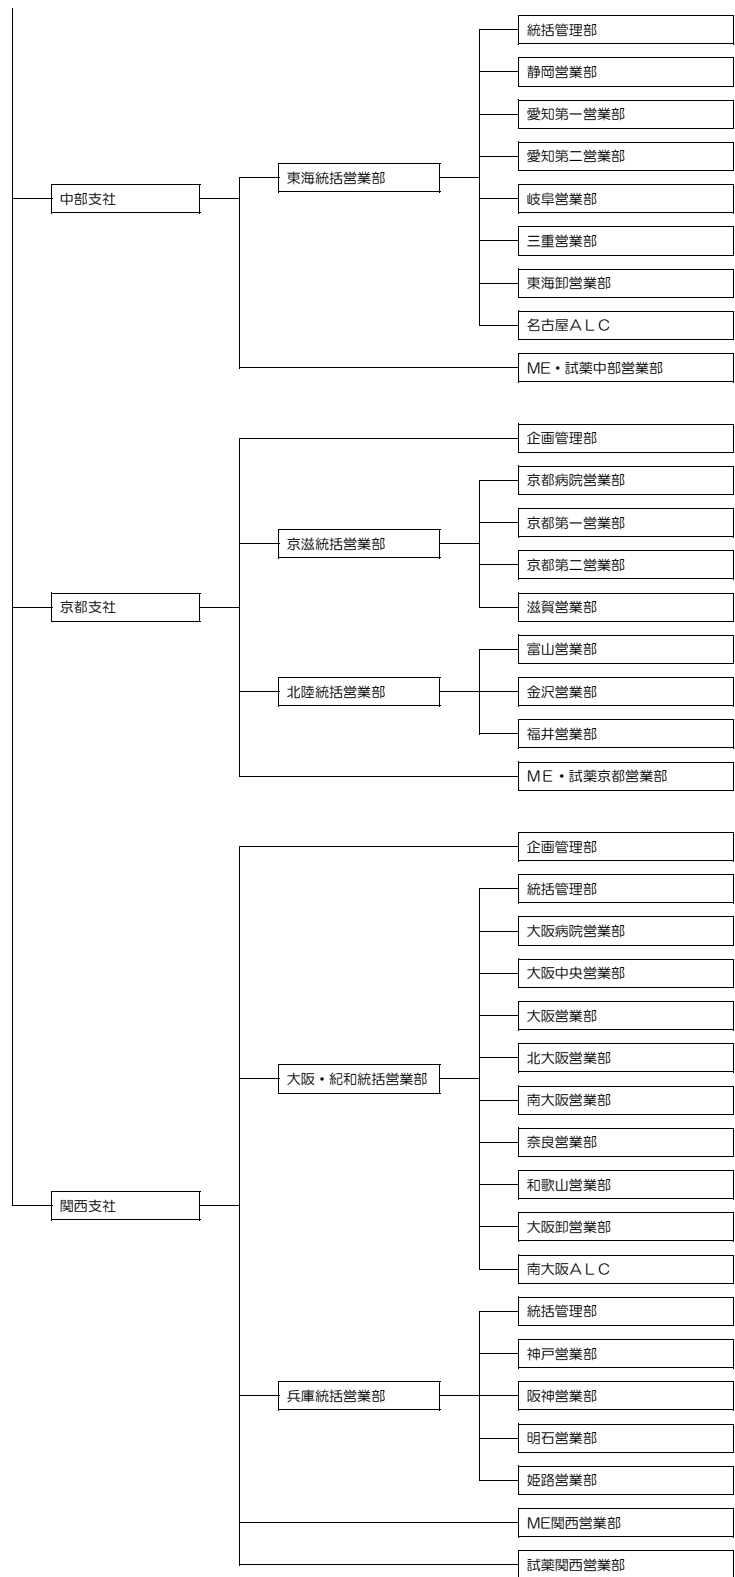 中部支社
東海統括営業部
統括管理部
静岡営業部
愛知第一営業部
愛知第二営業部
岐阜営業部
三重営業部
東海卸営業部
名古屋ＡＬＣ
ME・試薬中部営業部
京都支社
企画管理部
京滋統括営業部
京都病院営業部
京都第一営業部
京都第二営業部
滋賀営業部
北陸統括営業部
富山営業部
金沢営業部
福井営業部
ＭＥ・試薬京都営業部
関西支社
企画管理部
大阪・紀和統括営業部
統括管理部
大阪病院営業部
大阪中央営業部
大阪営業部
北大阪営業部
南大阪営業部
奈良営業部
和歌山営業部
大阪卸営業部
南大阪ＡＬＣ
兵庫統括営業部
統括管理部
神戸営業部
阪神営業部
明石営業部
姫路営業部
ME関西営業部
試薬関西営業部